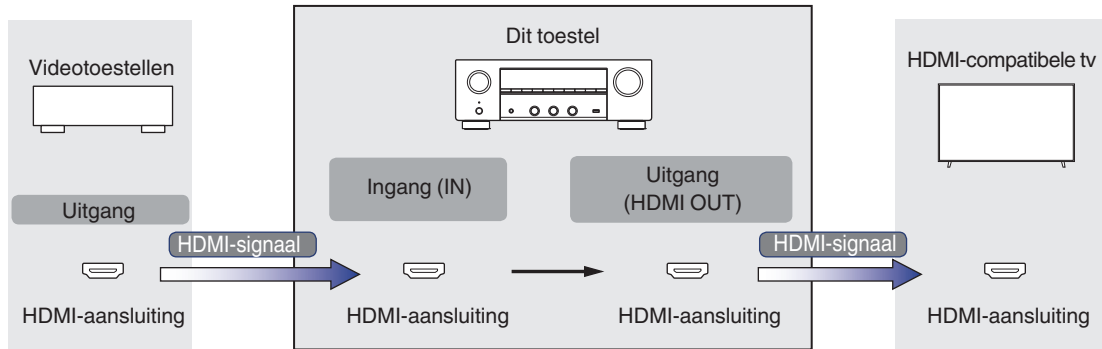 Videotoestellen
Uitgang
HDMI-aansluiting
HDMI-signaal
Dit toestel
Ingang (IN)
HDMI-aansluiting
Uitgang
(HDMI OUT)
HDMI-aansluiting
HDMI-signaal
HDMI-compatibele tv
HDMI-aansluiting